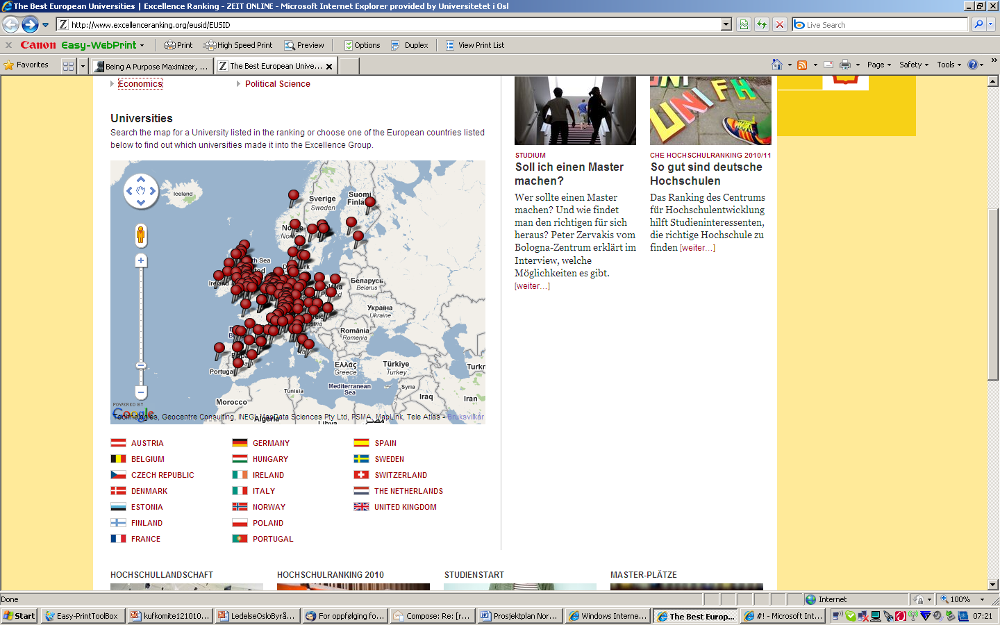 The Best European Universities | Excellence Ranking - ZEIT ONLINE - Microsoft Internet Explorer provided by Universitetet i Osl
http://www.excellenceranking.org/eusid/EUSID
Live Search
Canon Easy-WebPrint
Print
High Speed Print
Preview
Options
Duplex
View Print List
Favorites
Being A Purpose Maximizer, ...
The Best European Unive...
Page
Safety
Tools
Economics
Political Science
Universities
Search the map for a University listed in the ranking or choose one of the European countries listed
below to find out which universities made it into the Excellence Group.
Iceland
Sverige
Sweden
Suomi
Беларусь
Belarus
Україна
Ukraine
România
Romania
Ελλάς
Greece
Türkiye
Turkey
Portugal
Mediterranean
Sea
Syria
Iraq
Iran
Tunisia
Morocco
Algeria
مصر
POWERED BY
Google
Technologies, Geocentre Consulting, INEGI, MapData Sciences Pty Ltd, PSMA, MapLink, Tele Atlas - Bruksvilkår
AUSTRIA
BELGIUM
CZECH REPUBLIC
DENMARK
ESTONIA
FINLAND
FRANCE
GERMANY
HUNGARY
IRELAND
ITALY
NORWAY
POLAND
PORTUGAL
SPAIN
SWEDEN
SWITZERLAND
THE NETHERLANDS
UNITED KINGDOM
STUDIUM
Soll ich einen Master
machen?
Wer sollte einen Master
machen? Und wie findet
man den richtigen für sich
heraus? Peter Zervakis vom
Bologna-Zentrum erklärt im
Interview, welche
Möglichkeiten es gibt.
[weiter...]
UNIFH
CHE HOCHSCHULRANKING 2010/11
So gut sind deutsche
Hochschulen
Das Ranking des Centrums
für Hochschulentwicklung
hilft Studieninteressenten,
die richtige Hochschule zu
finden [weiter...]
HOCHSCHULLANDSCHAFT
HOCHSCHULRANKING 2010
STUDIENSTART
MASTER-PLÄTZE
Done
Internet
100%
Start
Easy-PrintToolBox
kufkomite121010...
LedelseOsloByrå...
For oppfølging fo...
Compose: Re: [r...
Prosjektplan Nor...
Windows Interne...
The Best Europ...
#! - Microsoft Int...
07:21